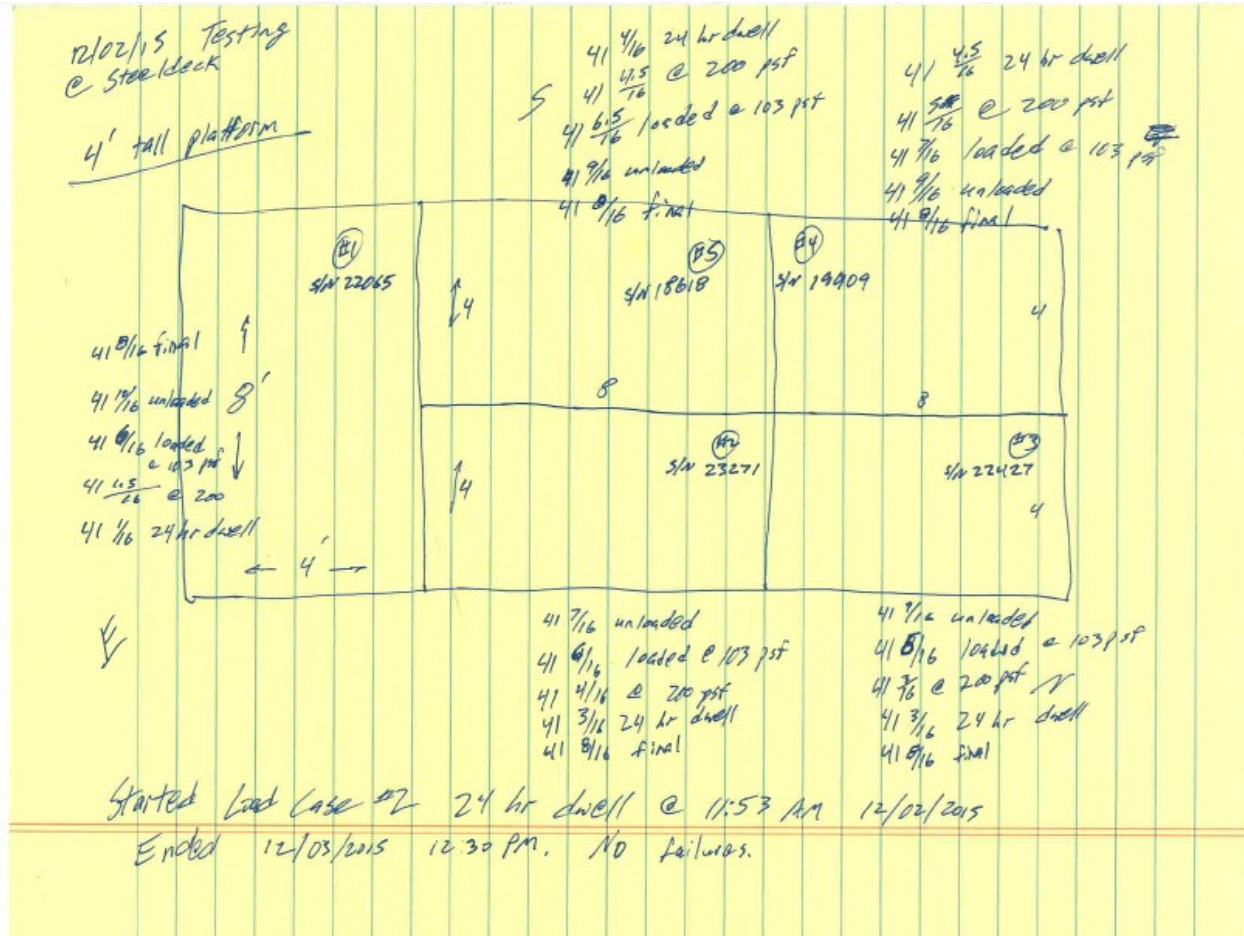 12/02/15 Testing
@ Steeldeck
4' tall platform
S
41 4/16 24 hr dwell
41 4.5/16 @ 200 psf
41 6.5/16 loaded @ 103 psf
41 9/16 unloaded
41 8/16 final
41 4.5/16 24 hr dwell
41 /16 @ 200 psf
41 7/16 loaded @ 103 psf
41 9/16 unloaded
41 8/16 final
#1
S/N 22065
#5
S/N 18618
#4
S/N
4
4
41 8/16 final
41 10/16 unloaded
41 6/16 loaded
@ 103 psf
41 /16 @ 200
41 1/16 24 hr dwell
8'
4'
8
8
#2
S/N 23271
#3
S/N 22427
4
4
41 7/16 unloaded
41 6/16 loaded @ 103 psf
41 4/16 @ 200 psf
41 3/16 24 hr dwell
41 8/16 final
41 9/16 unloaded
41 /16 loaded @ 103 psf
41 /16 @ 200 psf
N
41 3/16 24 hr dwell
41 8/16 final
Started Load Case #2 24 hr dwell @ 11:53 AM 12/02/2015
Ended 12/03/2015 12:30 PM. No failures.